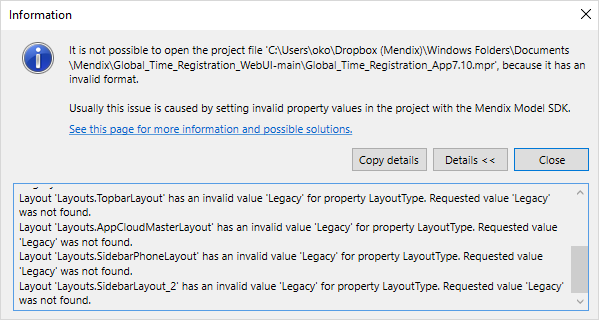 Information
It is not possible to open the project file 'C:\Users\oko\Dropbox (Mendix)\Windows Folders\Documents
\Mendix\Global_Time_Registration_WebUI-main\Global_Time_Registration_App7.10.mpr', because it has an
invalid format.
Usually this issue is caused by setting invalid property values in the project with the Mendix Model SDK.
See this page for more information and possible solutions.
Copy details
Details <<
Close
Layout 'Layouts.TopbarLayout' has an invalid value 'Legacy' for property LayoutType. Requested value 'Legacy'
was not found.
Layout 'Layouts.AppCloudMasterLayout' has an invalid value 'Legacy' for property LayoutType. Requested value
'Legacy' was not found.
Layout 'Layouts.SidebarPhoneLayout' has an invalid value 'Legacy' for property LayoutType. Requested value
'Legacy' was not found.
Layout 'Layouts.SidebarLayout_2' has an invalid value 'Legacy' for property LayoutType. Requested value 'Legacy'
was not found.